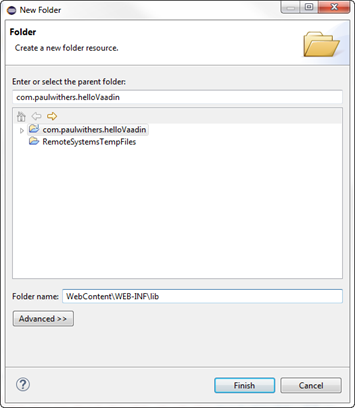 New Folder
Folder
Create a new folder resource.
Enter or select the parent folder:
com.paulwithers.helloVaadin
com.paulwithers.helloVaadin
RemoteSystemsTempFiles
Folder name: WebContent\WEB-INF\lib
Advanced >>
? Finish Cancel